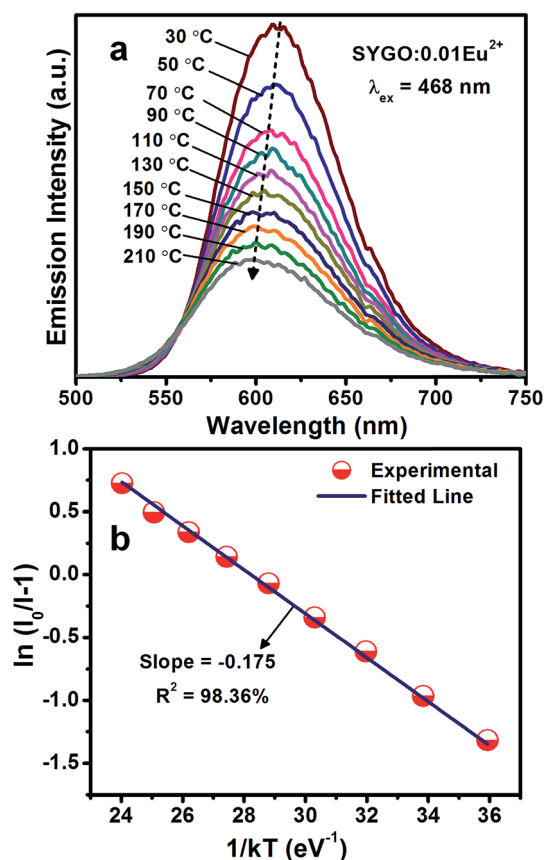 a
SYGO:0.01Eu²⁺
λex = 468 nm
30 °C
50 °C
70 °C
90 °C
110 °C
130 °C
150 °C
170 °C
190 °C
210 °C
Emission Intensity (a.u.)
500 550 600 650 700 750
Wavelength (nm)
1.0
0.5
0.0
-0.5
-1.0
-1.5
ln (I₀/I-1)
Experimental
Fitted Line
b
Slope = -0.175
R² = 98.36%
24 26 28 30 32 34 36
1/kT (eV⁻¹)